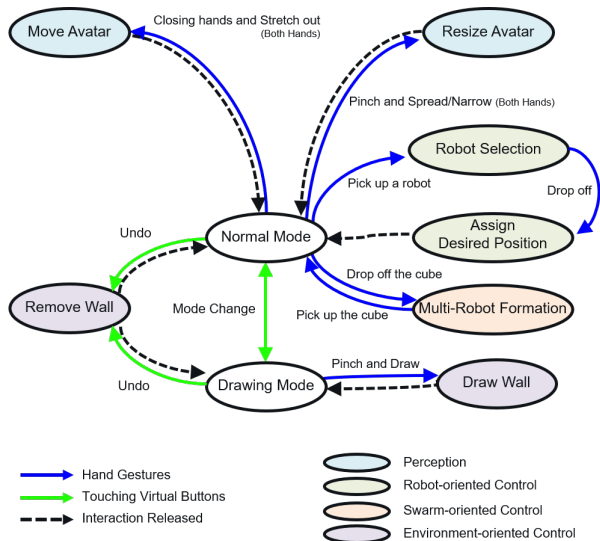 Move Avatar
Closing hands and Stretch out
(Both Hands)
Resize Avatar
Pinch and Spread/Narrow (Both Hands)
Robot Selection
Pick up a robot
Drop off
Assign
Desired Position
Normal Mode
Undo
Drop off the cube
Remove Wall
Mode Change
Pick up the cube
Multi-Robot Formation
Pinch and Draw
Undo
Drawing Mode
Draw Wall
Hand Gestures
Touching Virtual Buttons
Interaction Released
Perception
Robot-oriented Control
Swarm-oriented Control
Environment-oriented Control